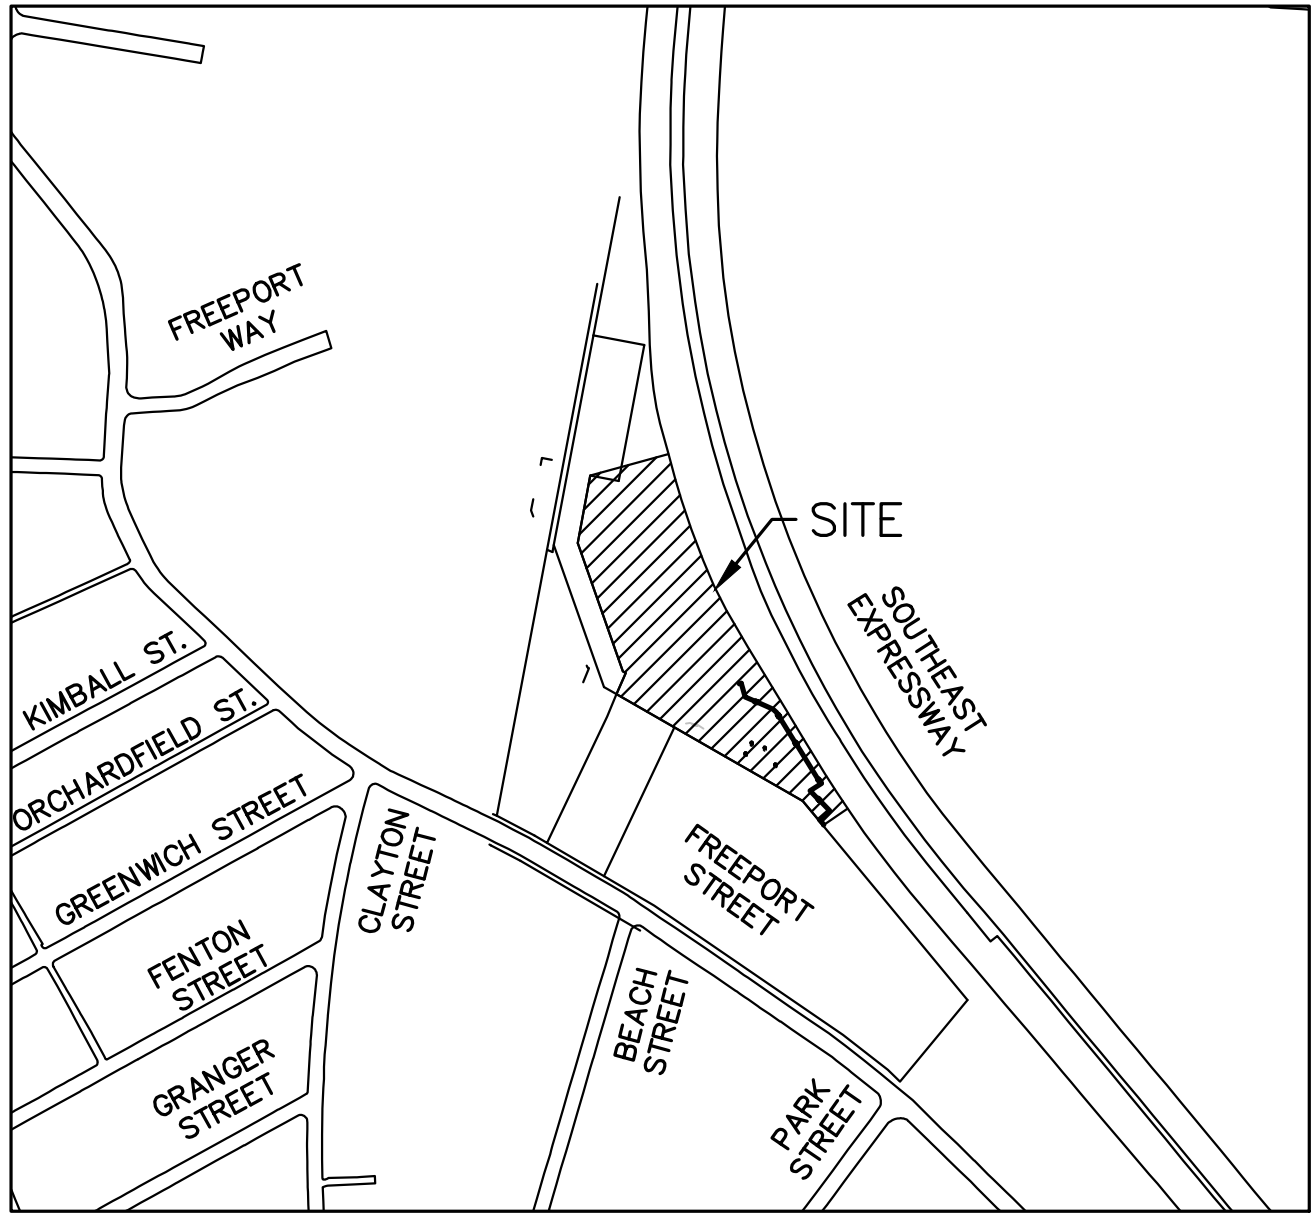 FREEPORT
WAY
SITE
SOUTHEAST
EXPRESSWAY
KIMBALL ST.
ORCHARDFIELD ST.
GREENWICH STREET
CLAYTON
STREET
FREEPORT
STREET
FENTON
STREET
BEACH
STREET
GRANGER
STREET
PARK
STREET